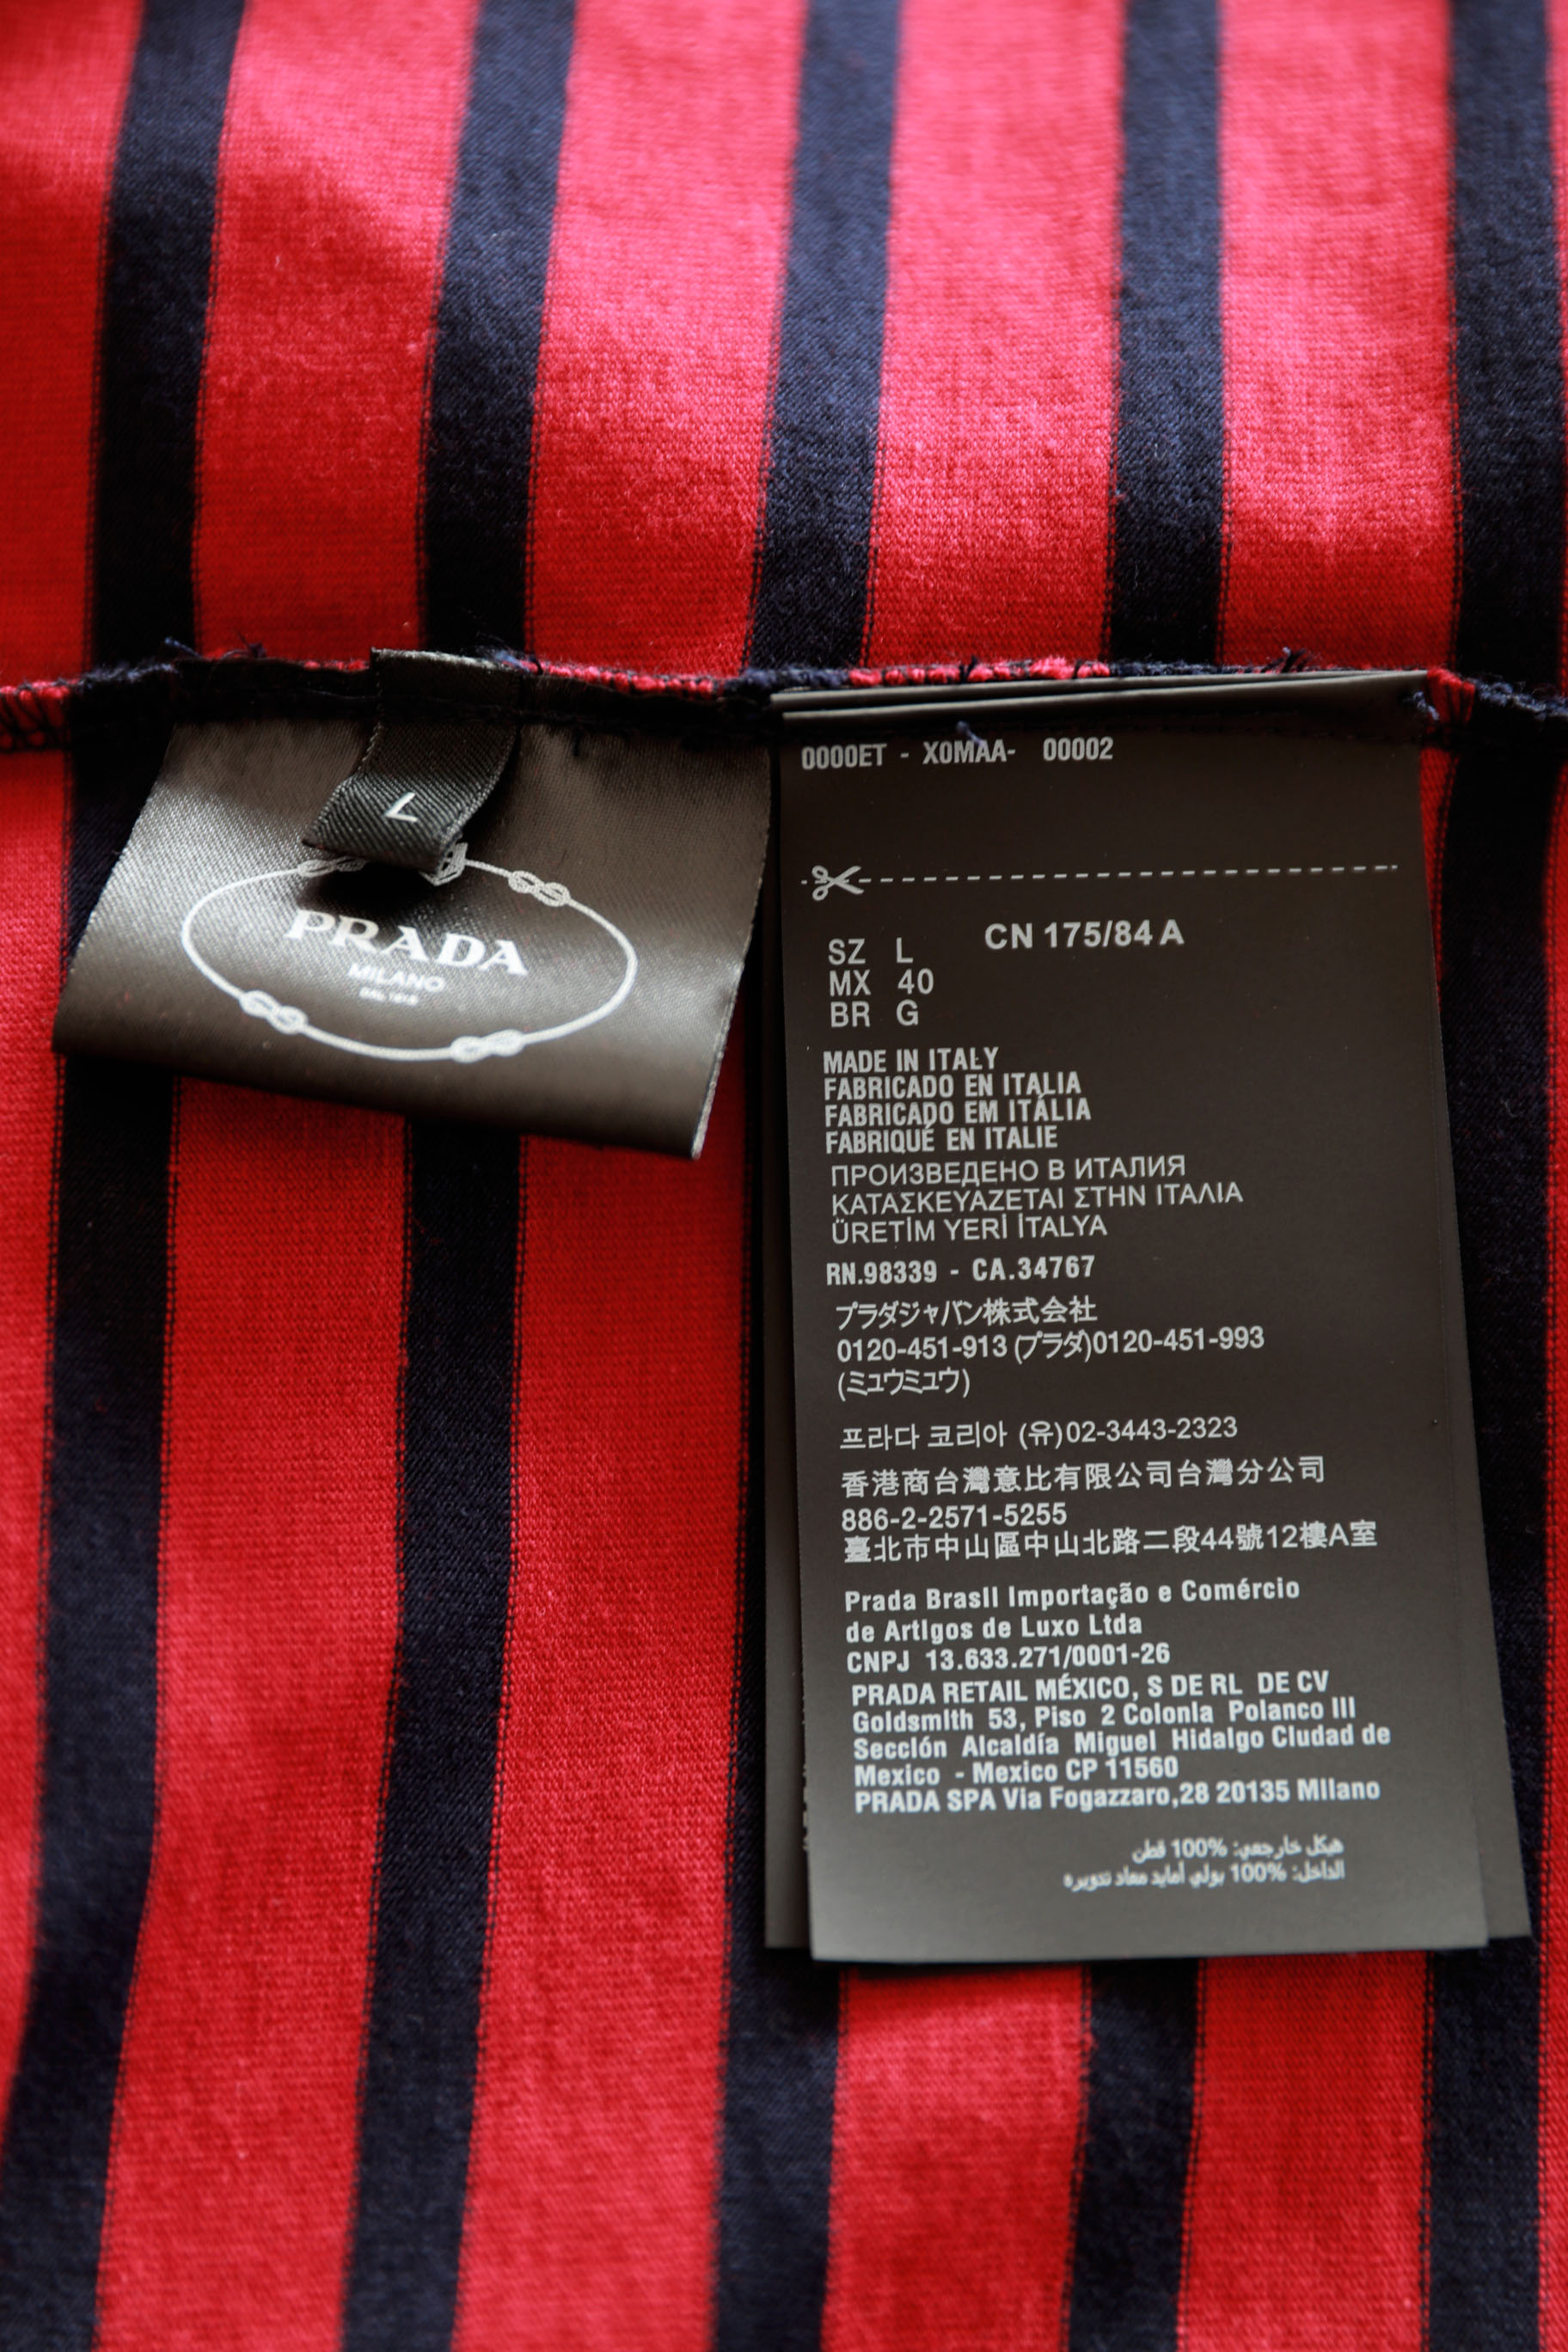 L
PRADA
MILANO
0000ET - X0MAA- 00002
CN 175/84 A
SZ L
MX 40
BR G
MADE IN ITALY
FABRICADO EN ITALIA
FABRICADO EM ITÁLIA
FABRIQUÉ EN ITALIE
ПРОИЗВЕДЕНО В ИТАЛИЯ
ΚΑΤΑΣΚΕΥΑΖΕΤΑΙ ΣΤΗΝ ΙΤΑΛΙΑ
ÜRETİM YERİ İTALYA
RN.98339 - CA.34767
プラダジャパン株式会社
0120-451-913 (プラダ)0120-451-993
(ミュウミュウ)
프라다 코리아 (유)02-3443-2323
香港商台灣意比有限公司台灣分公司
886-2-2571-5255
臺北市中山區中山北路二段44號12樓A室
Prada Brasil Importação e Comércio
de Artigos de Luxo Ltda
CNPJ 13.633.271/0001-26
PRADA RETAIL MÉXICO, S DE RL DE CV
Goldsmith 53, Piso 2 Colonia Polanco III
Sección Alcaldía Miguel Hidalgo Ciudad de
Mexico - Mexico CP 11560
PRADA SPA Via Fogazzaro,28 20135 Milano
هيكل خارجي: %100 قطن
الداخل: %100 بولي أمايد معاد تدويره